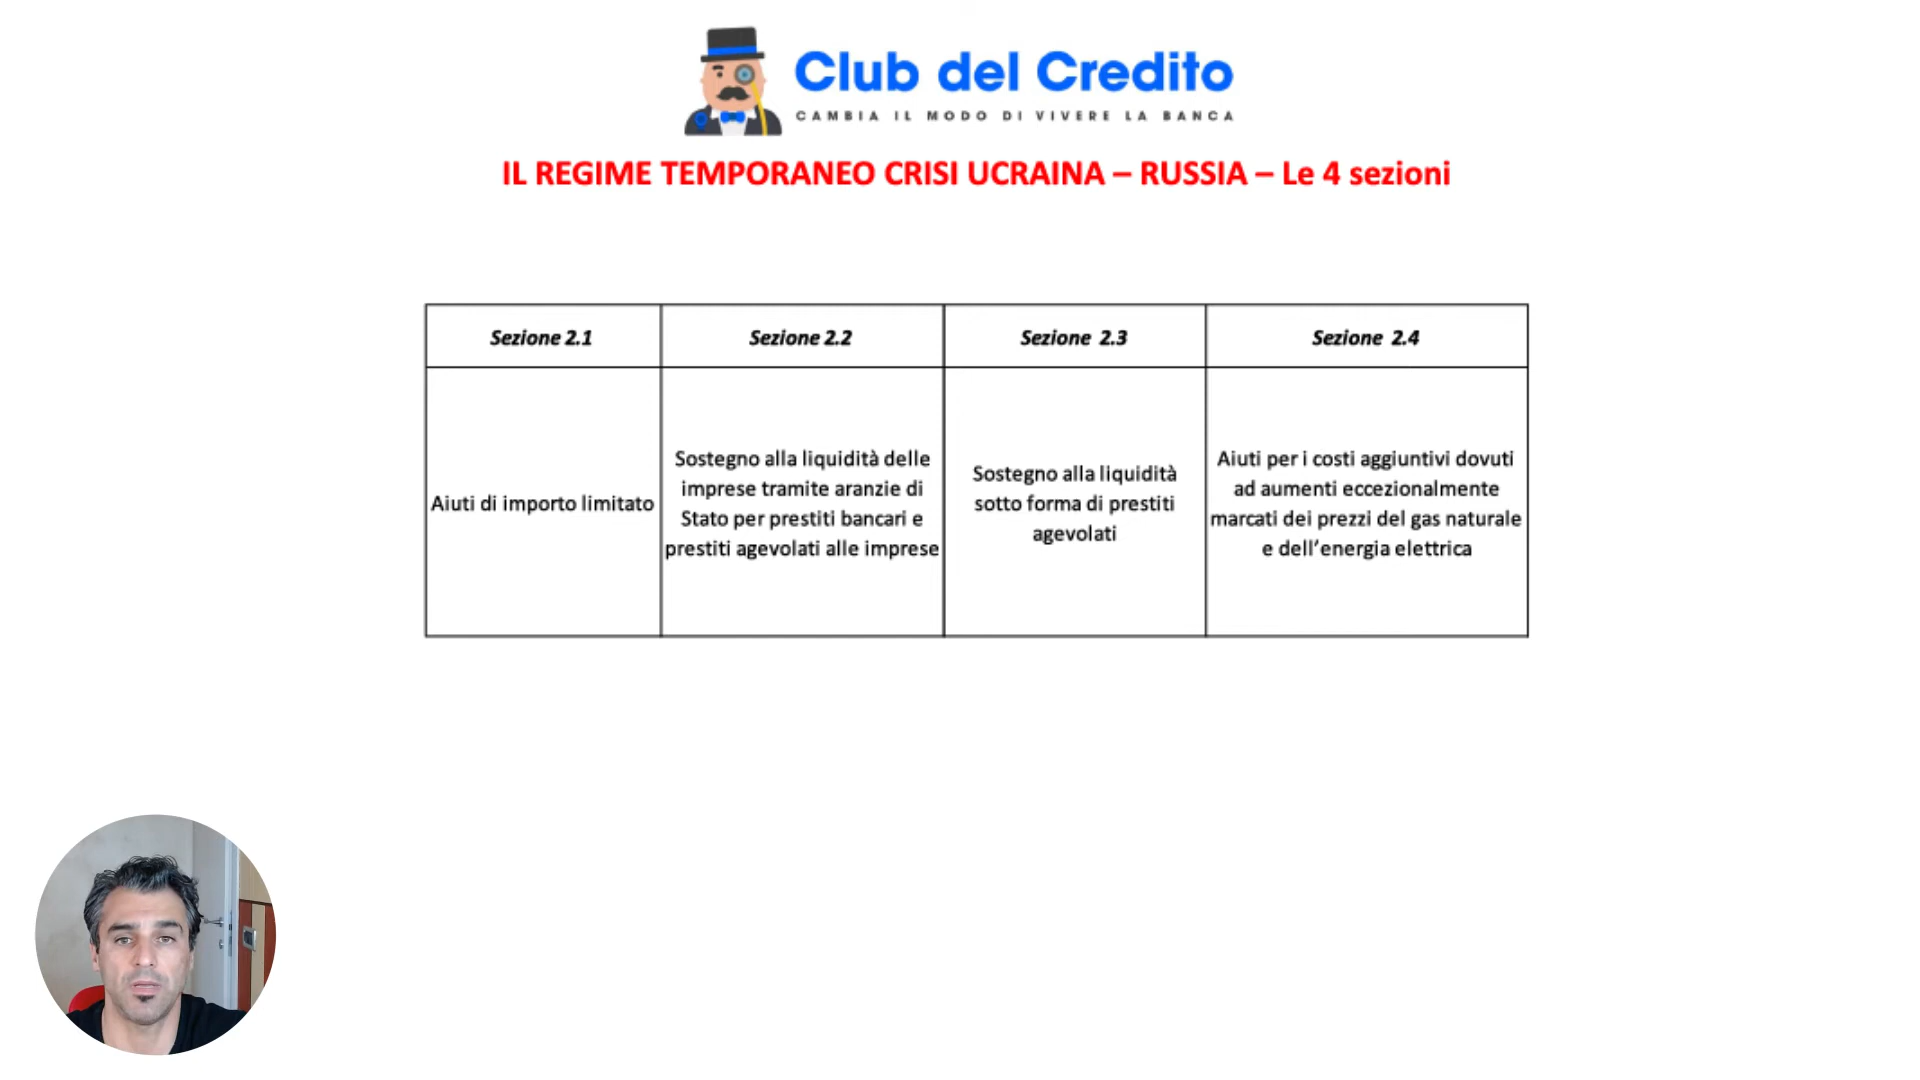 Club del Credito
CAMBIA IL MODO DI VIVERE LA BANCA
IL REGIME TEMPORANEO CRISI UCRAINA – RUSSIA – Le 4 sezioni
Sezione 2.1
Sezione 2.2
Sezione 2.3
Sezione 2.4
Aiuti di importo limitato
Sostegno alla liquidità delle
imprese tramite aranzie di
Stato per prestiti bancari e
prestiti agevolati alle imprese
Sostegno alla liquidità
sotto forma di prestiti
agevolati
Aiuti per i costi aggiuntivi dovuti
ad aumenti eccezionalmente
marcati dei prezzi del gas naturale
e dell’energia elettrica